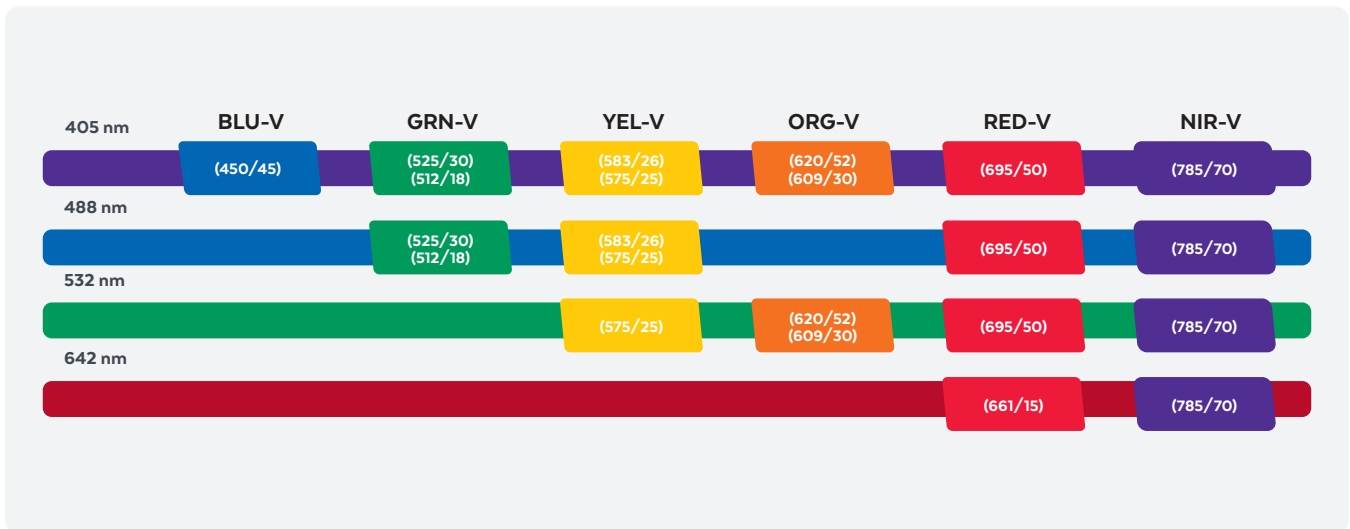 405 nm
BLU-V
GRN-V
YEL-V
ORG-V
RED-V
NIR-V
(450/45)
(525/30)
(512/18)
(583/26)
(575/25)
(620/52)
(609/30)
(695/50)
(785/70)
488 nm
(525/30)
(512/18)
(583/26)
(575/25)
(695/50)
(785/70)
532 nm
(575/25)
(620/52)
(609/30)
(695/50)
(785/70)
642 nm
(661/15)
(785/70)